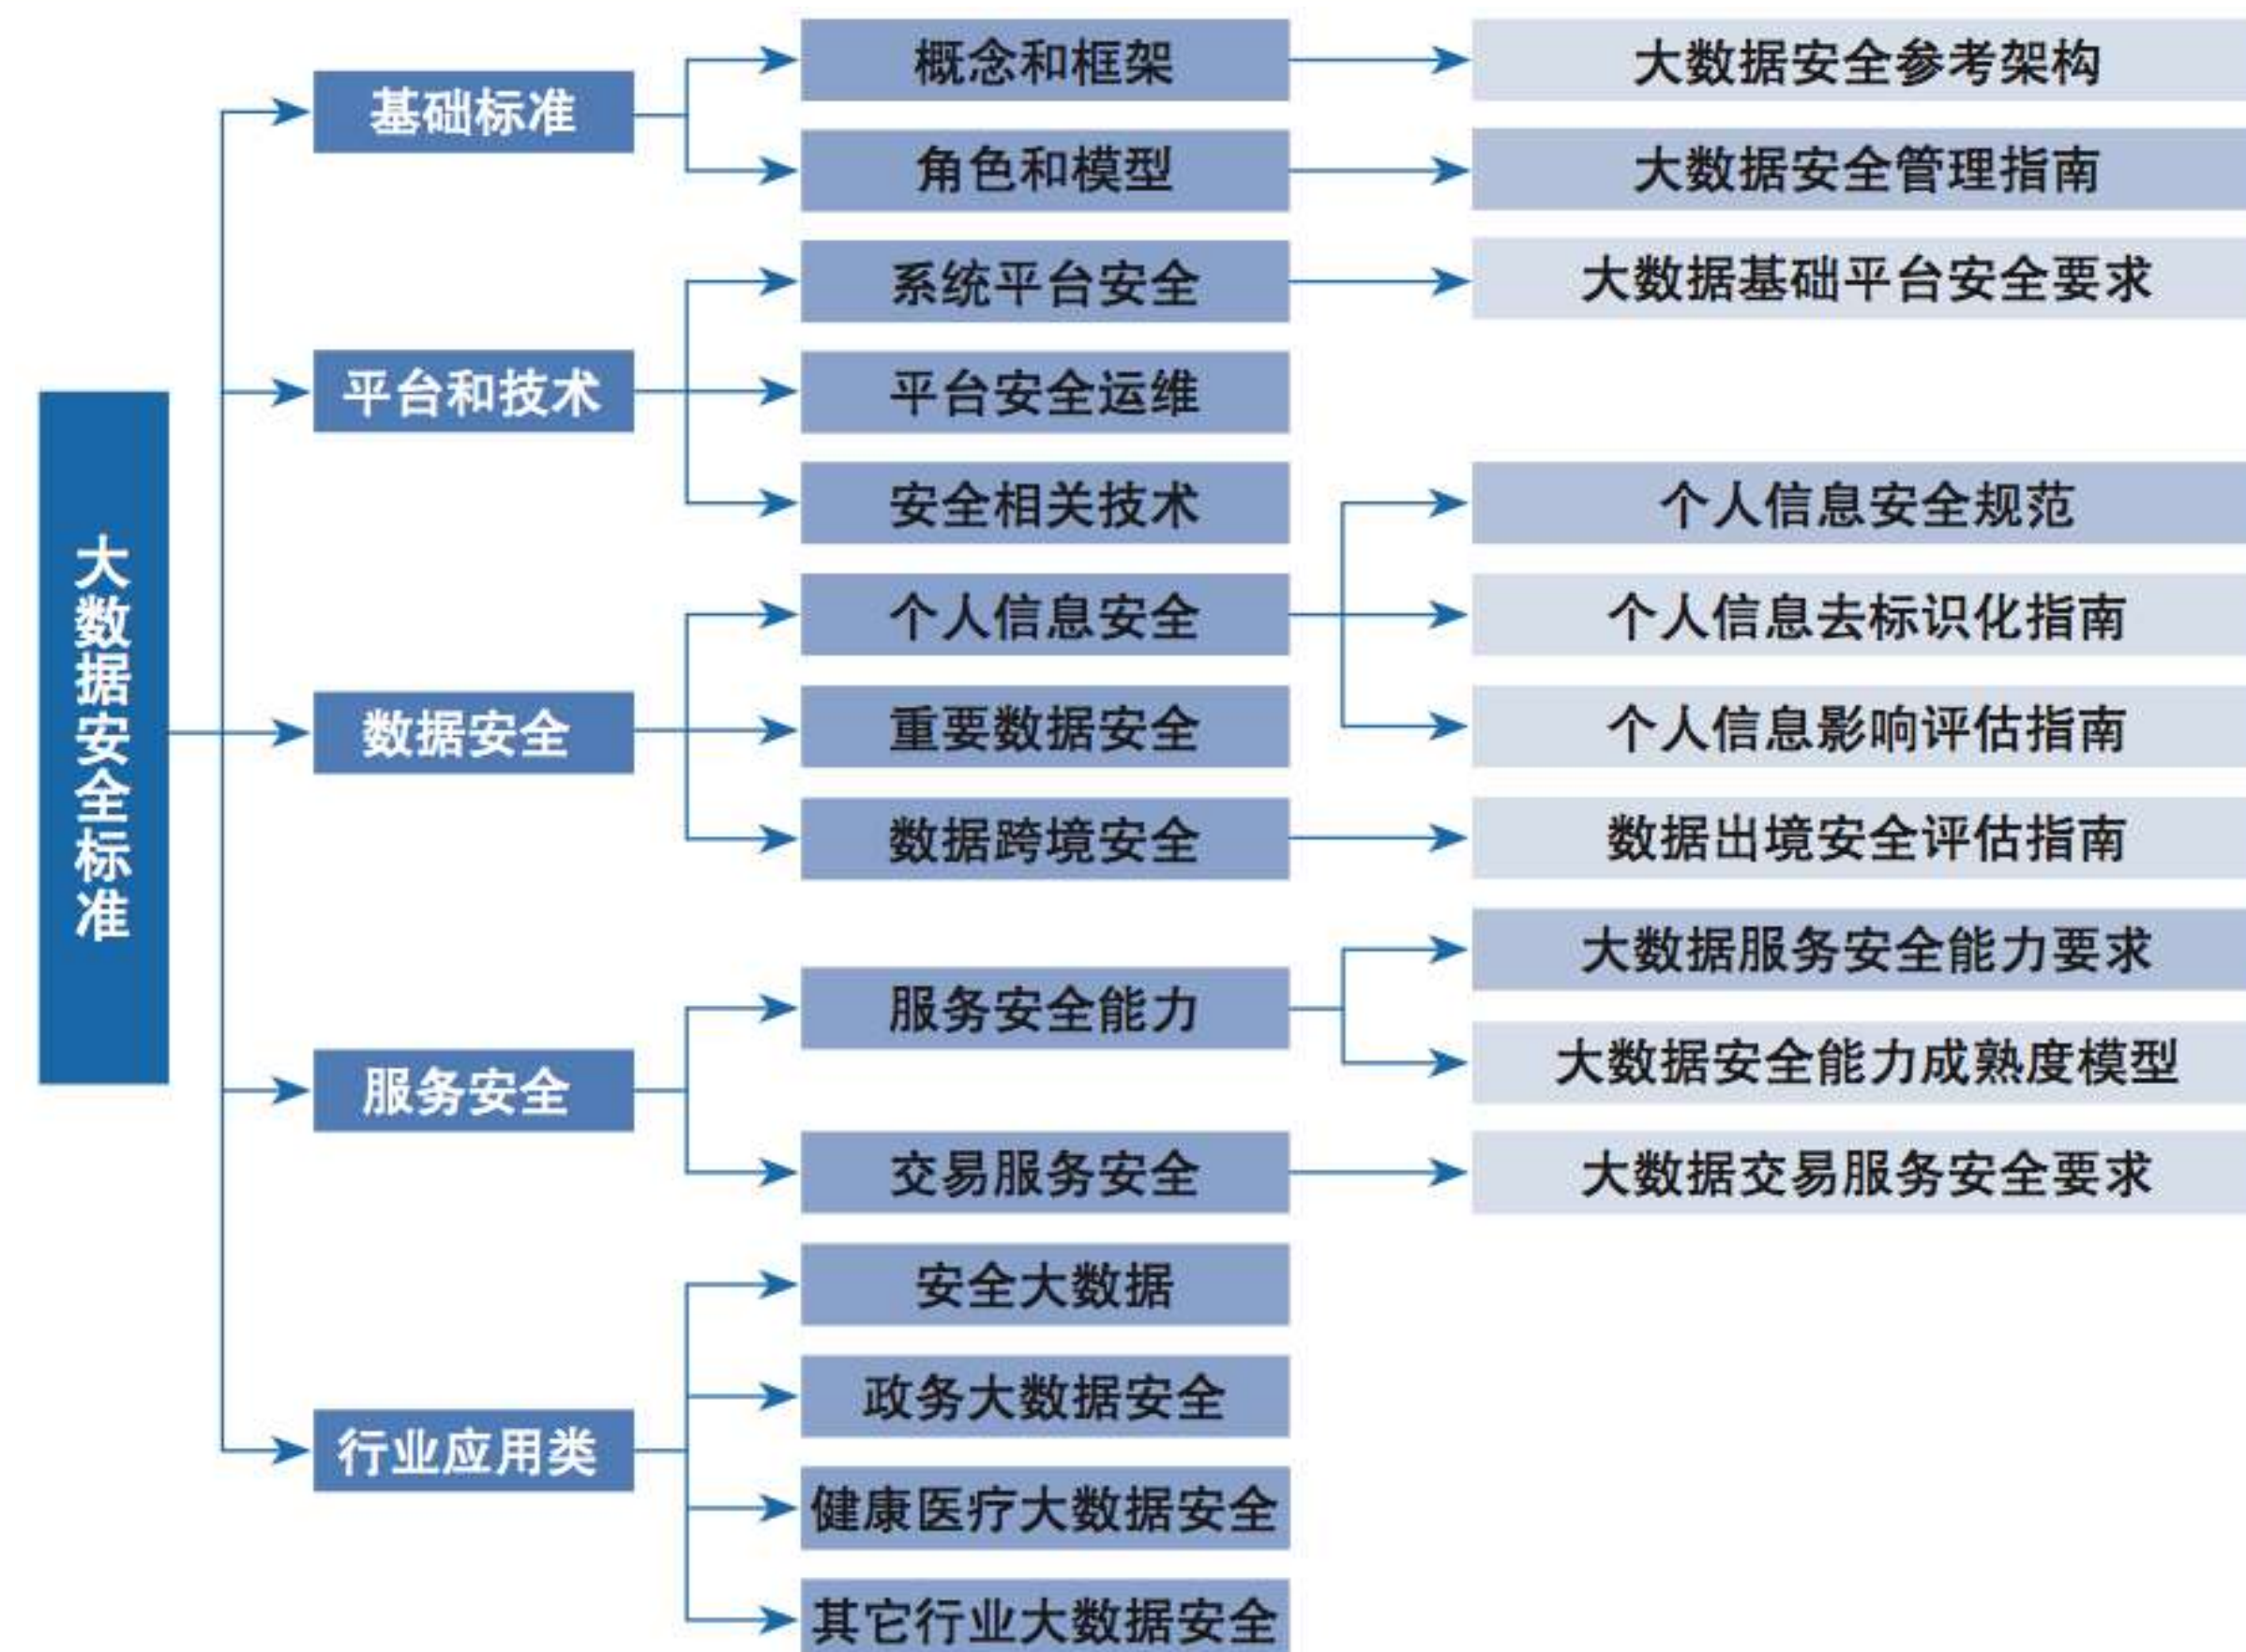 大数据安全标准
基础标准
概念和框架
大数据安全参考架构
角色和模型
大数据安全管理指南
平台和技术
系统平台安全
大数据基础平台安全要求
平台安全运维
安全相关技术
数据安全
个人信息安全
个人信息安全规范
个人信息去标识化指南
个人信息影响评估指南
重要数据安全
数据跨境安全
数据出境安全评估指南
服务安全
服务安全能力
大数据服务安全能力要求
大数据安全能力成熟度模型
交易服务安全
大数据交易服务安全要求
行业应用类
安全大数据
政务大数据安全
健康医疗大数据安全
其它行业大数据安全